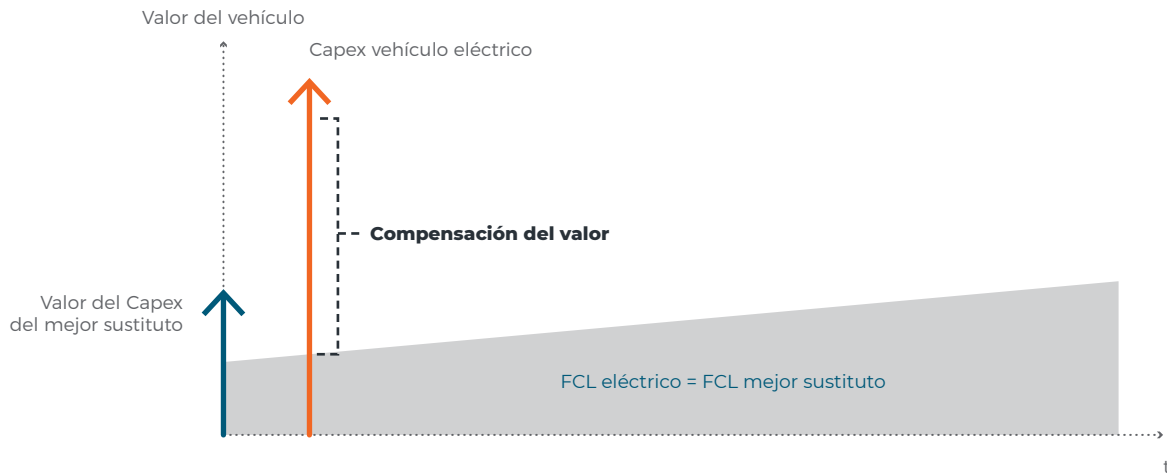 Valor del vehículo
Capex vehículo eléctrico
Compensación del valor
Valor del Capex
del mejor sustituto
FCL eléctrico = FCL mejor sustituto
t